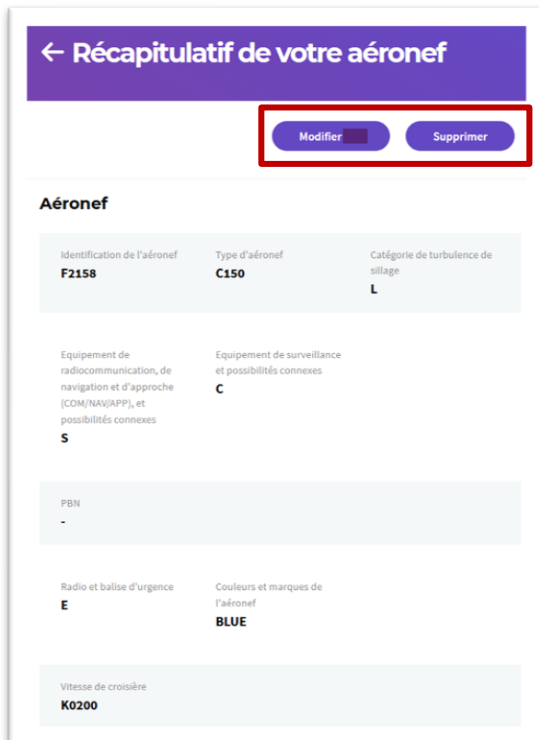 ← Récapitulatif de votre aéronef
Modifier
Supprimer
Aéronef
Identification de l'aéronef
F2158
Type d'aéronef
C150
Catégorie de turbulence de
sillage
L
Equipement de
radiocommunication, de
navigation et d'approche
(COM/NAV/APP), et
possibilités connexes
S
Equipement de surveillance
et possibilités connexes
C
PBN
-
Radio et balise d'urgence
E
Couleurs et marques de
l'aéronef
BLUE
Vitesse de croisière
K0200